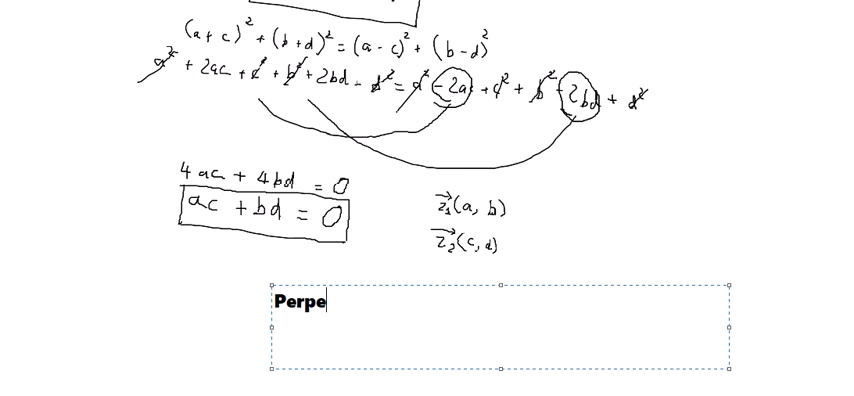 (a + c)² + (b + d)² = (a - c)² + (b - d)²
a² + 2ac + c² + b² + 2bd + d² = a² - 2a + c² + b² - 2bd + d²
4ac + 4bd = 0
ac + bd = 0
z₁(a, b)
z₂(c, d)
Perpe